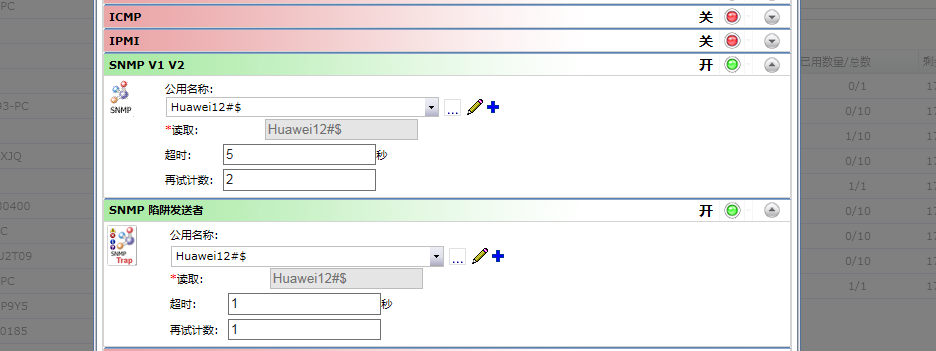 PC
ICMP 关
IPMI 关
SNMP V1 V2 开
已用数量/总数
SNMP
公用名称:
Huawei12#$ ...
0/1
D3-PC
0/10
*读取: Huawei12#$
1/10
XJQ
超时: 5 秒
0/10
再试计数: 2
1/1
00400
SNMP 陷阱发送者 开
0/10
SNMP
Trap
公用名称:
0/10
Huawei12#$ ...
J2T09
0/10
*读取: Huawei12#$
PC
1/1
超时: 1 秒
P9Y5
再试计数: 1
0185